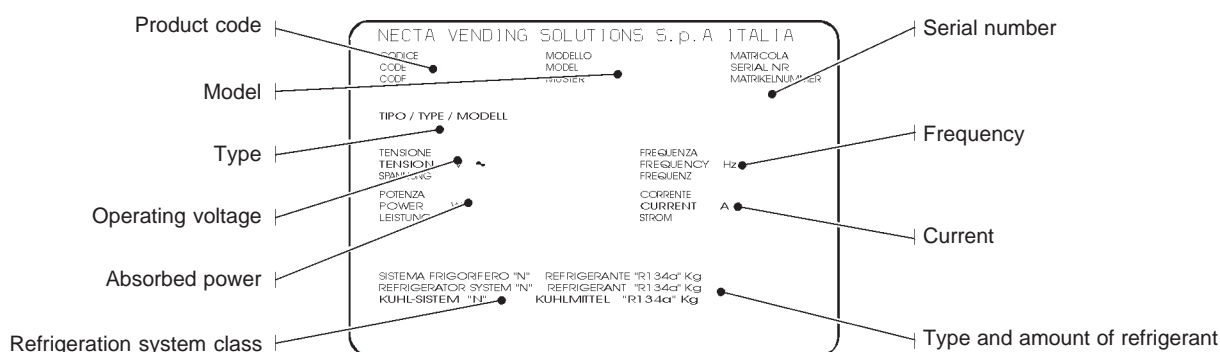 Product code
Model
Type
Operating voltage
Absorbed power
Refrigeration system class
NECTA VENDING SOLUTIONS S.p.A ITALIA
CODICE MODELLO MATRICOLA
CODE MODEL SERIAL NR
CODE MUSTER MATRIKELNUMMER
TIPO / TYPE / MODELL
TENSIONE FREQUENZA
TENSION V ~ FREQUENCY Hz
SPANNUNG FREQUENZ
POTENZA CORRENTE
POWER W CURRENT A
LEISTUNG STROM
SISTEMA FRIGORIFERO "N" REFRIGERANTE "R134a" Kg
REFRIGERATOR SYSTEM "N" REFRIGERANT "R134a" Kg
KUHL-SISTEM "N" KUHLMITTEL "R134a" Kg
Serial number
Frequency
Current
Type and amount of refrigerant